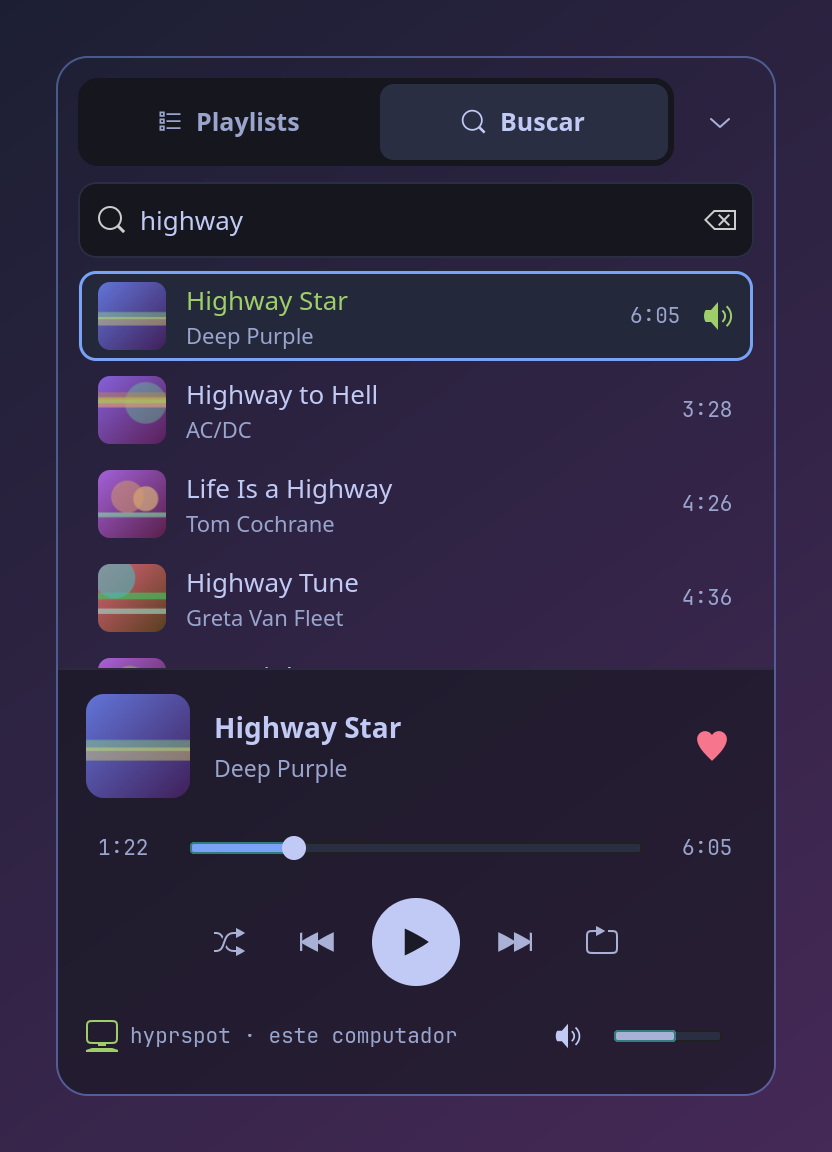 Playlists
Buscar
highway
Highway Star
6:05
Deep Purple
Highway to Hell
3:28
AC/DC
Life Is a Highway
4:26
Tom Cochrane
Highway Tune
4:36
Greta Van Fleet
Highway Star
Deep Purple
1:22
6:05
hyprspot · este computador